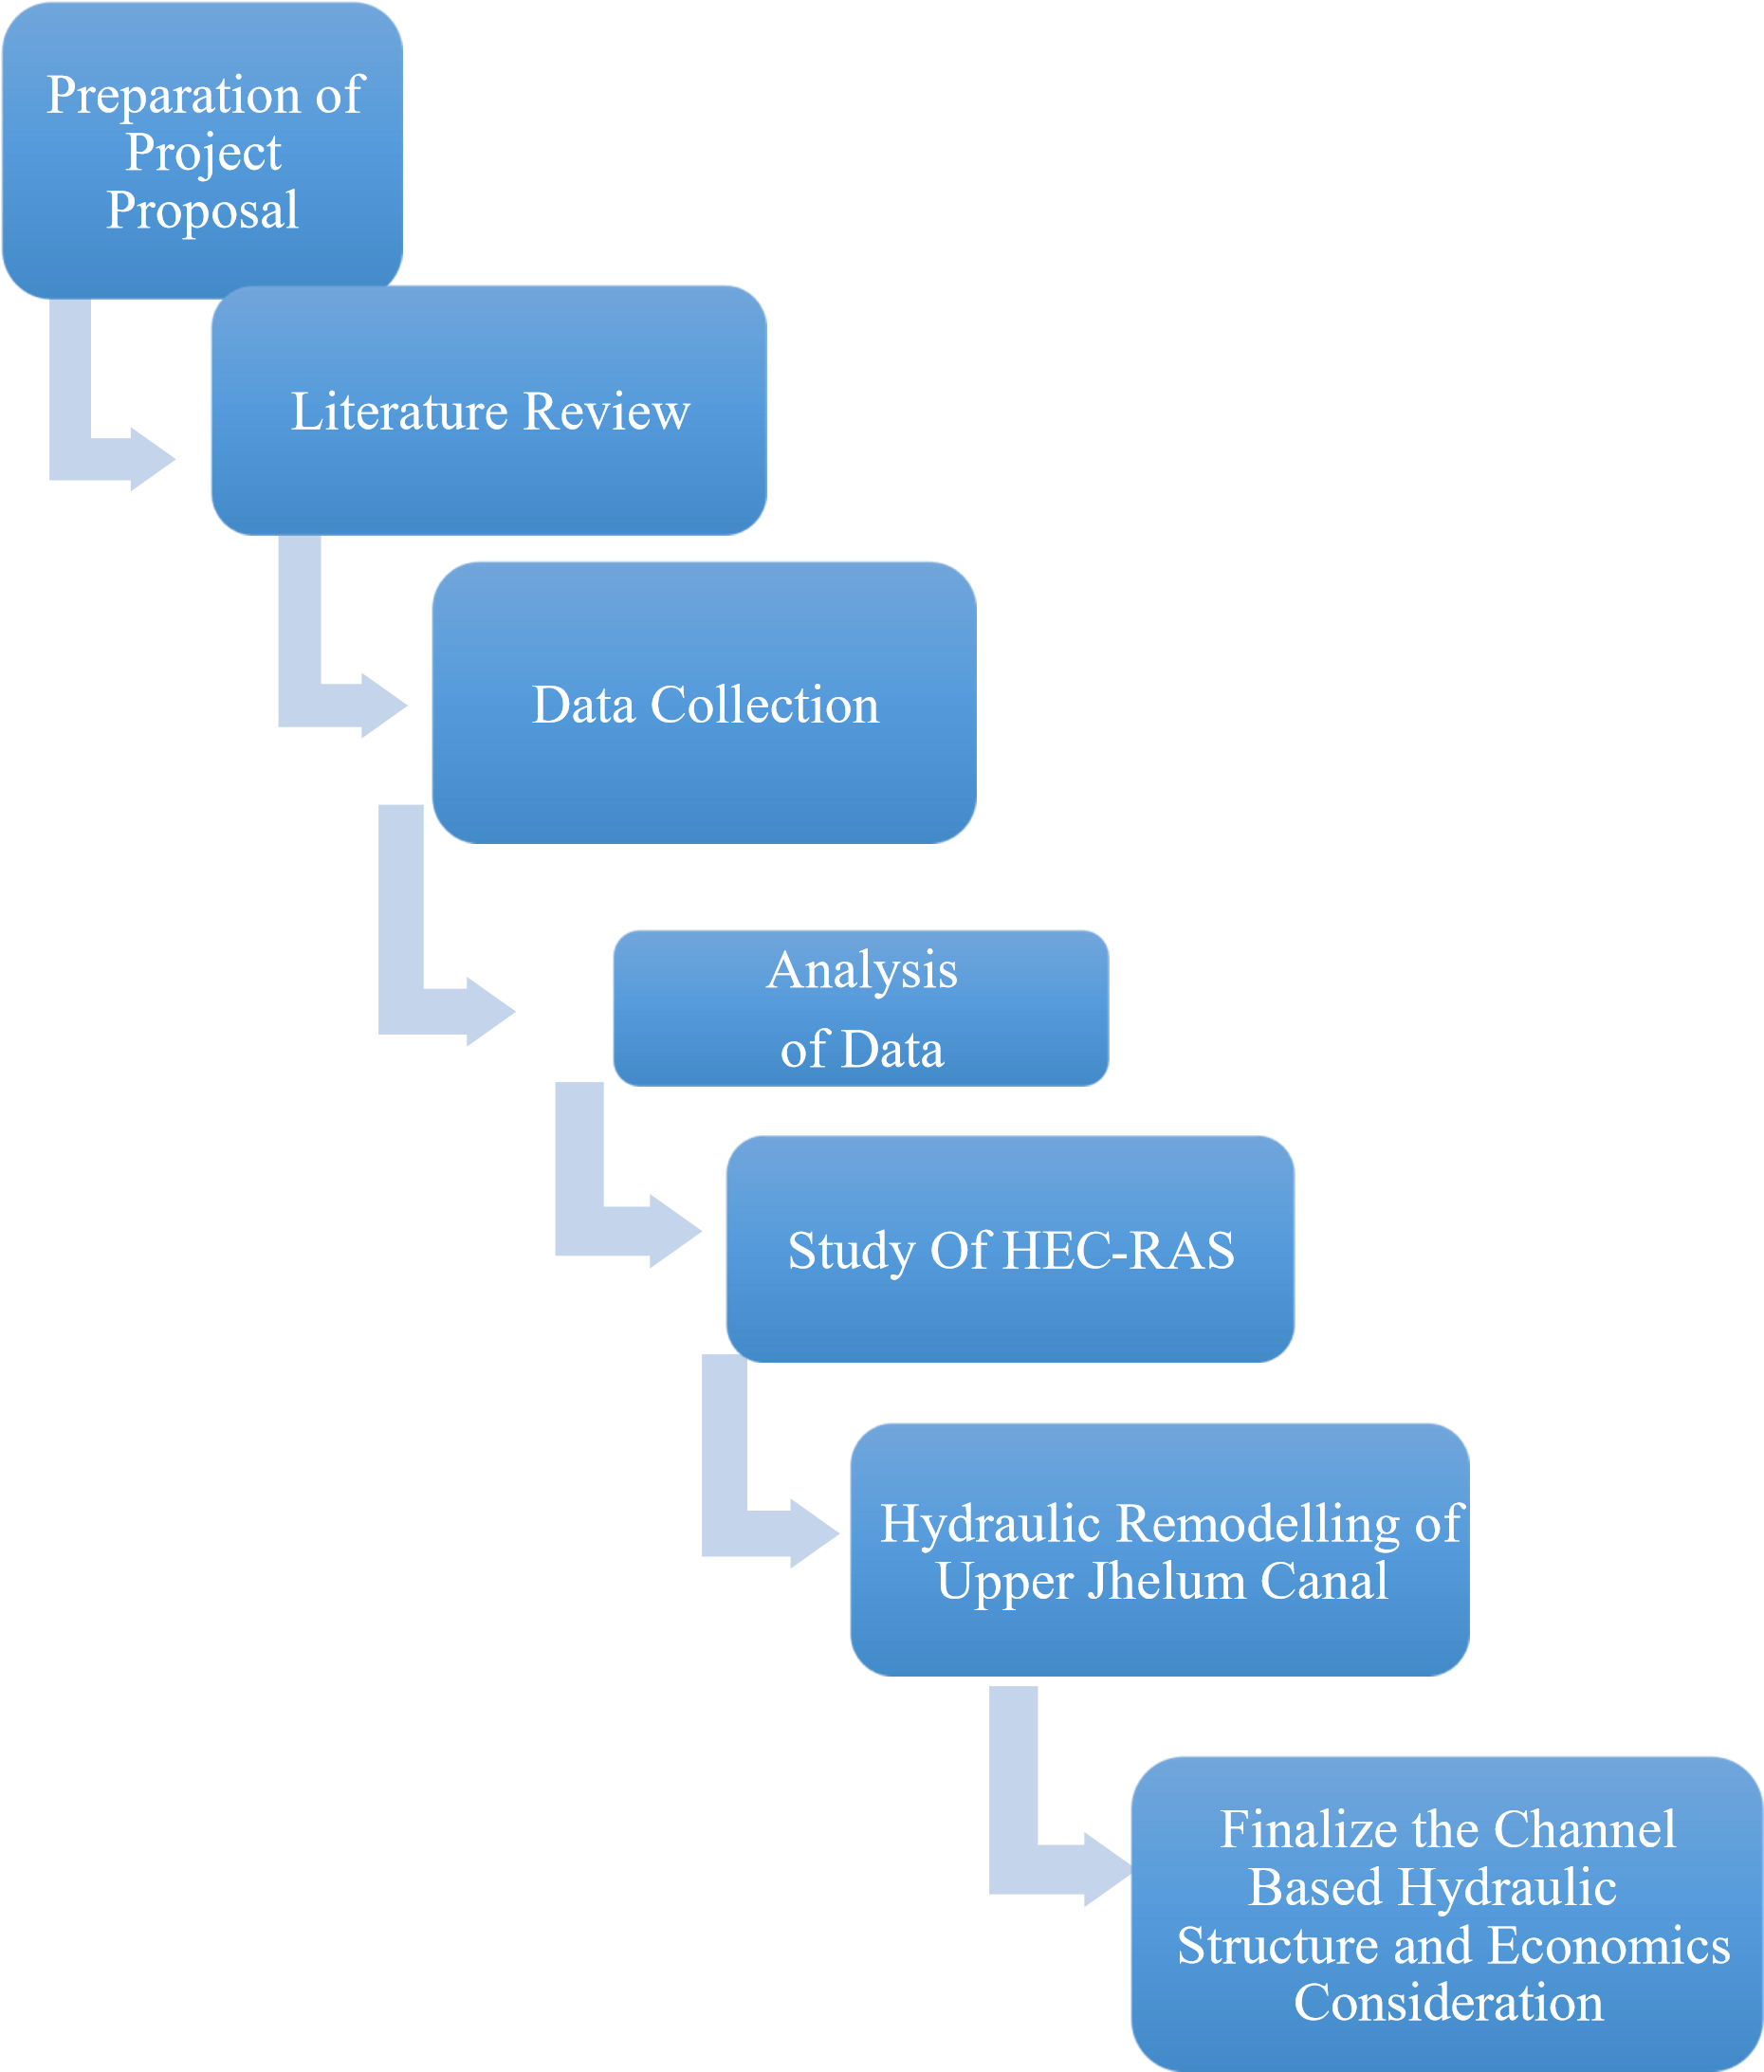 Preparation of
Project
Proposal
Literature Review
Data Collection
Analysis
of Data
Study Of HEC-RAS
Hydraulic Remodelling of
Upper Jhelum Canal
Finalize the Channel
Based Hydraulic
Structure and Economics
Consideration